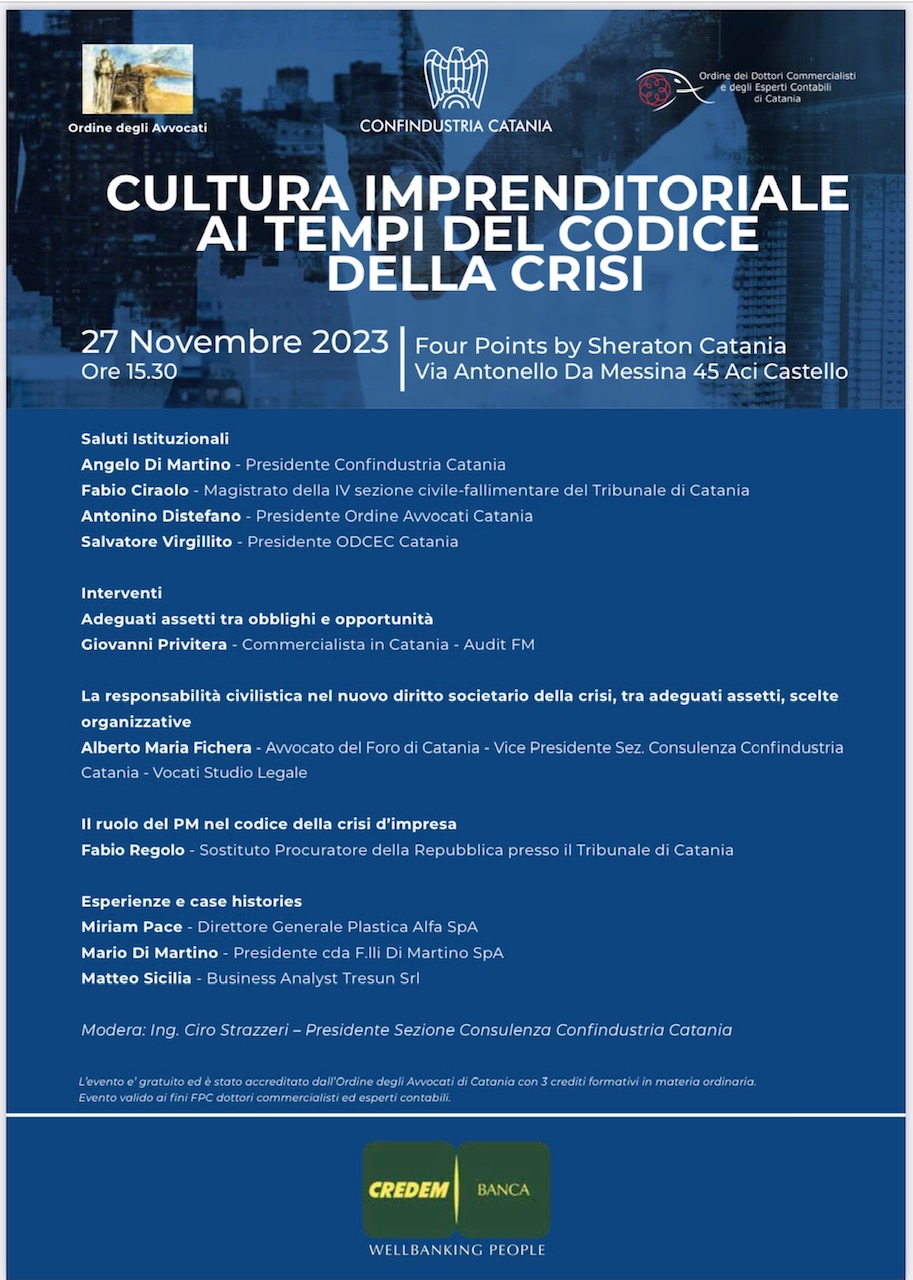 Ordine degli Avvocati
CONFINDUSTRIA CATANIA
Ordine dei Dottori Commercialisti
e degli Esperti Contabili
di Catania
CULTURA IMPRENDITORIALE
AI TEMPI DEL CODICE
DELLA CRISI
27 Novembre 2023
Ore 15.30
Four Points by Sheraton Catania
Via Antonello Da Messina 45 Aci Castello
Saluti Istituzionali
Angelo Di Martino - Presidente Confindustria Catania
Fabio Ciraolo - Magistrato della IV sezione civile-fallimentare del Tribunale di Catania
Antonino Distefano - Presidente Ordine Avvocati Catania
Salvatore Virgillito - Presidente ODCEC Catania
Interventi
Adeguati assetti tra obblighi e opportunità
Giovanni Privitera - Commercialista in Catania - Audit FM
La responsabilità civilistica nel nuovo diritto societario della crisi, tra adeguati assetti, scelte
organizzative
Alberto Maria Fichera - Avvocato del Foro di Catania - Vice Presidente Sez. Consulenza Confindustria
Catania - Vocati Studio Legale
Il ruolo del PM nel codice della crisi d'impresa
Fabio Regolo - Sostituto Procuratore della Repubblica presso il Tribunale di Catania
Esperienze e case histories
Miriam Pace - Direttore Generale Plastica Alfa SpA
Mario Di Martino - Presidente cda F.lli Di Martino SpA
Matteo Sicilia - Business Analyst Tresun Srl
Modera: Ing. Ciro Strazzeri – Presidente Sezione Consulenza Confindustria Catania
L'evento e' gratuito ed è stato accreditato dall'Ordine degli Avvocati di Catania con 3 crediti formativi in materia ordinaria.
Evento valido ai fini FPC dottori commercialisti ed esperti contabili.
CREDEM BANCA
WELLBANKING PEOPLE